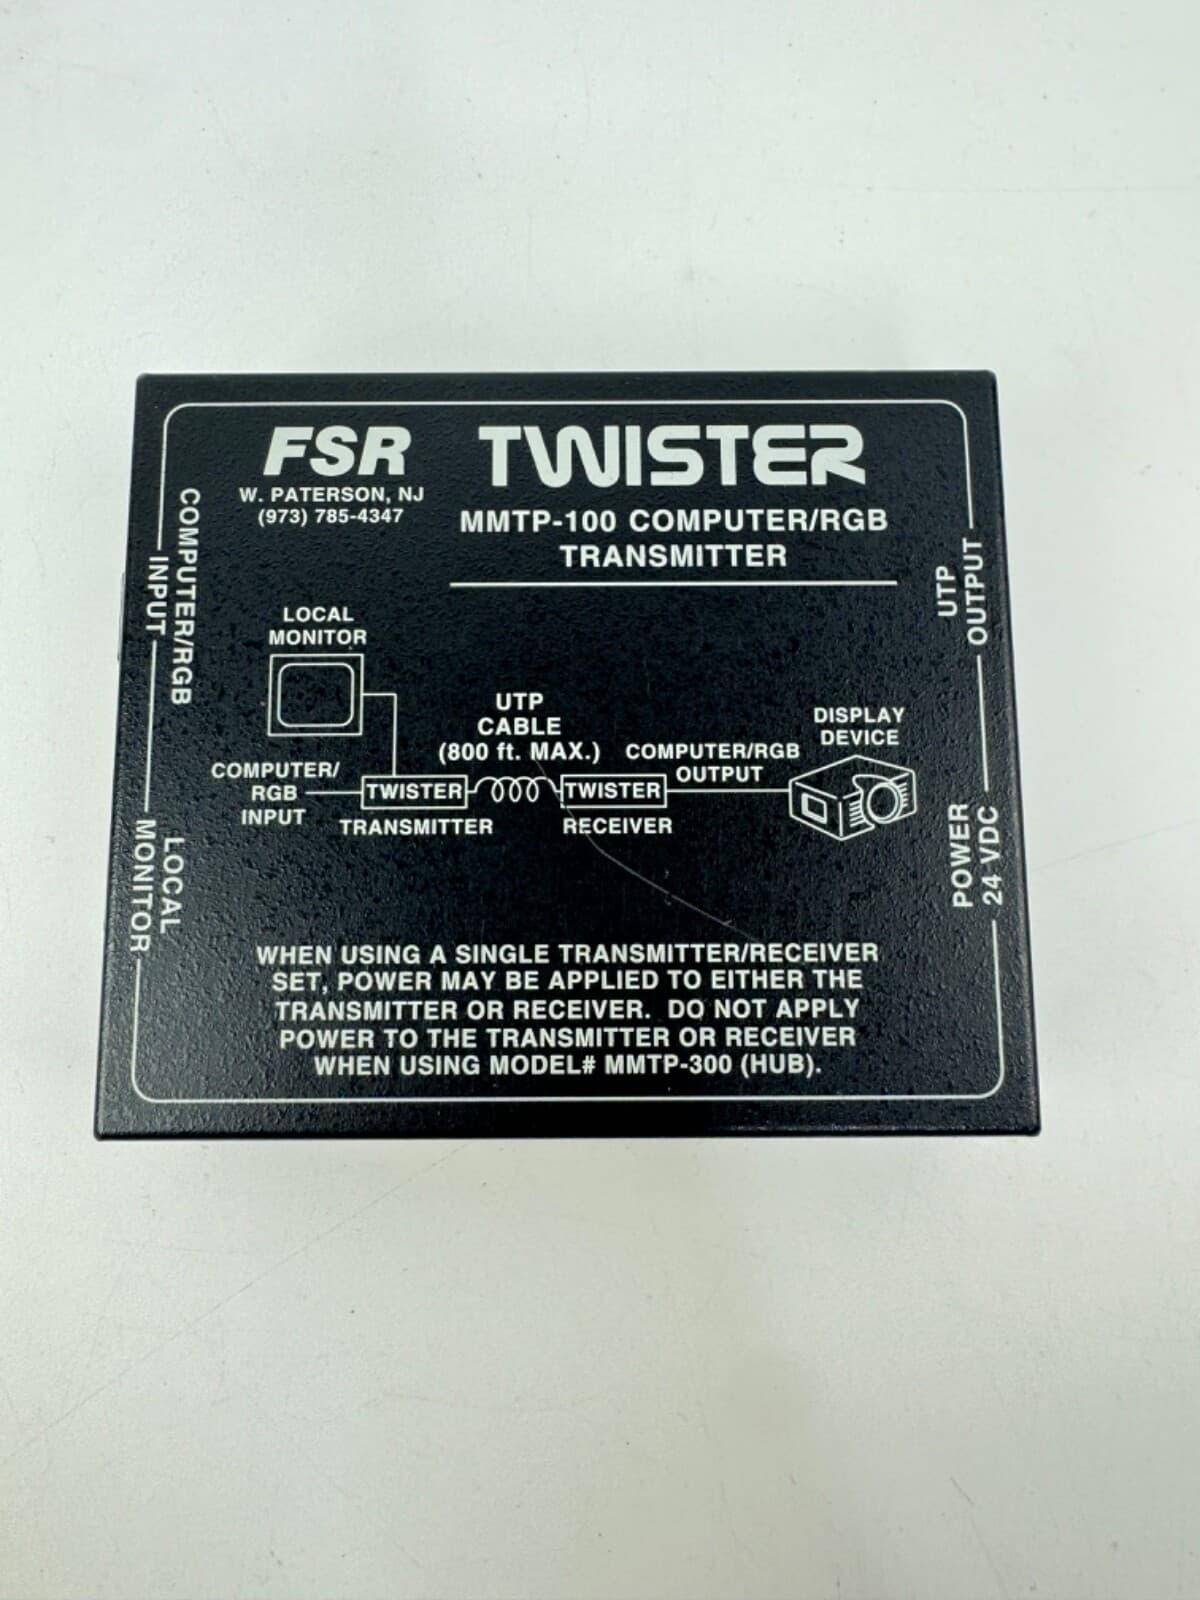 FSR
W. PATERSON, NJ
(973) 785-4347
TWISTER
MMTP-100 COMPUTER/RGB
TRANSMITTER
COMPUTER/RGB
INPUT
LOCAL
MONITOR
UTP
OUTPUT
POWER
24 VDC
LOCAL
MONITOR
UTP
CABLE
(800 ft. MAX.)
COMPUTER/RGB
OUTPUT
DISPLAY
DEVICE
COMPUTER/
RGB
INPUT
TWISTER
TRANSMITTER
TWISTER
RECEIVER
WHEN USING A SINGLE TRANSMITTER/RECEIVER
SET, POWER MAY BE APPLIED TO EITHER THE
TRANSMITTER OR RECEIVER. DO NOT APPLY
POWER TO THE TRANSMITTER OR RECEIVER
WHEN USING MODEL# MMTP-300 (HUB).